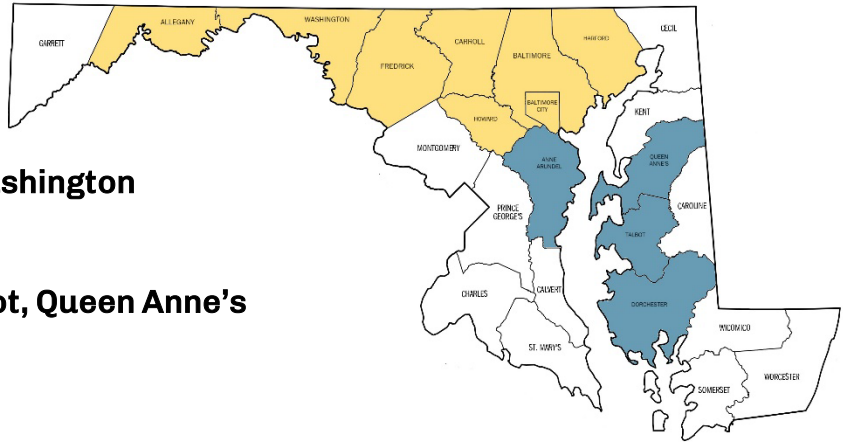 ALLEGANY
WASHINGTON
CECIL
GARRETT
CARROLL
HARFORD
BALTIMORE
FREDRICK
BALTIMORE
CITY
KENT
HOWARD
MONTGOMERY
ANNE
ARUNDEL
QUEEN
ANNE'S
shington
PRINCE
GEORGE'S
CAROLINE
TALBOT
CHARLES
CALVERT
ot, Queen Anne’s
DORCHESTER
WICOMICO
ST. MARY'S
WORCESTER
SOMERSET